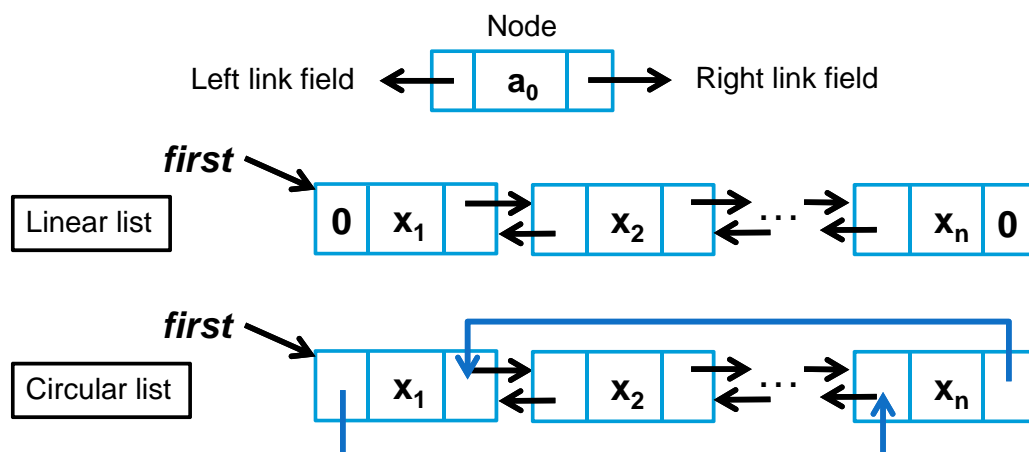 Node
Left link field a₀ Right link field
first
Linear list 0 x₁ x₂ ... xₙ 0
first
Circular list x₁ x₂ ... xₙ